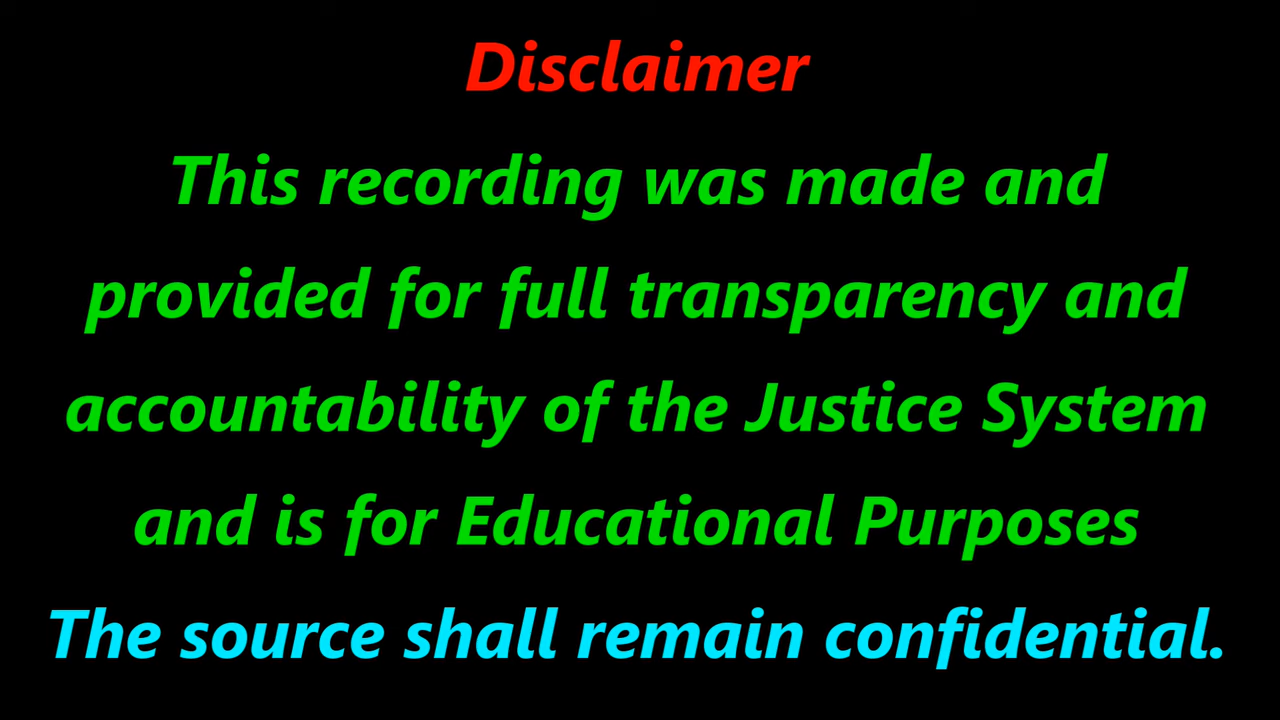 Disclaimer
This recording was made and
provided for full transparency and
accountability of the Justice System
and is for Educational Purposes
The source shall remain confidential.